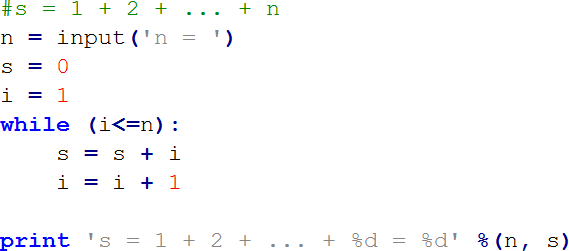 #s = 1 + 2 + ... + n
n = input('n = ')
s = 0
i = 1
while (i<=n):
    s = s + i
    i = i + 1

print 's = 1 + 2 + ... + %d = %d' %(n, s)